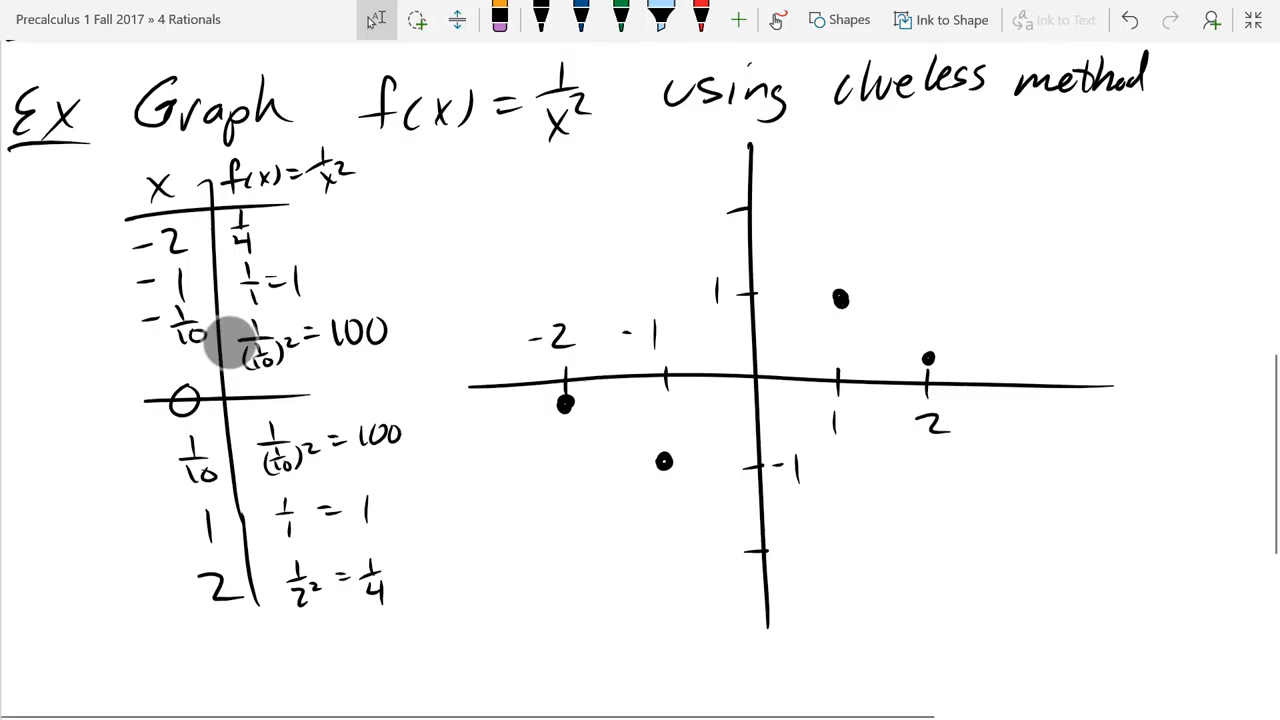 Precalculus 1 Fall 2017 » 4 Rationals
Shapes
Ink to Shape
Ink to Text
Ex Graph f(x) = 1/x² using clueless method
x f(x) = 1/x²
-2 1/4
-1 1/1 = 1
-1/10 1/(1/10)² = 100
0
1/10 1/(1/10)² = 100
1 1/1 = 1
2 1/2² = 1/4
1
-2 -1
1 2
-1